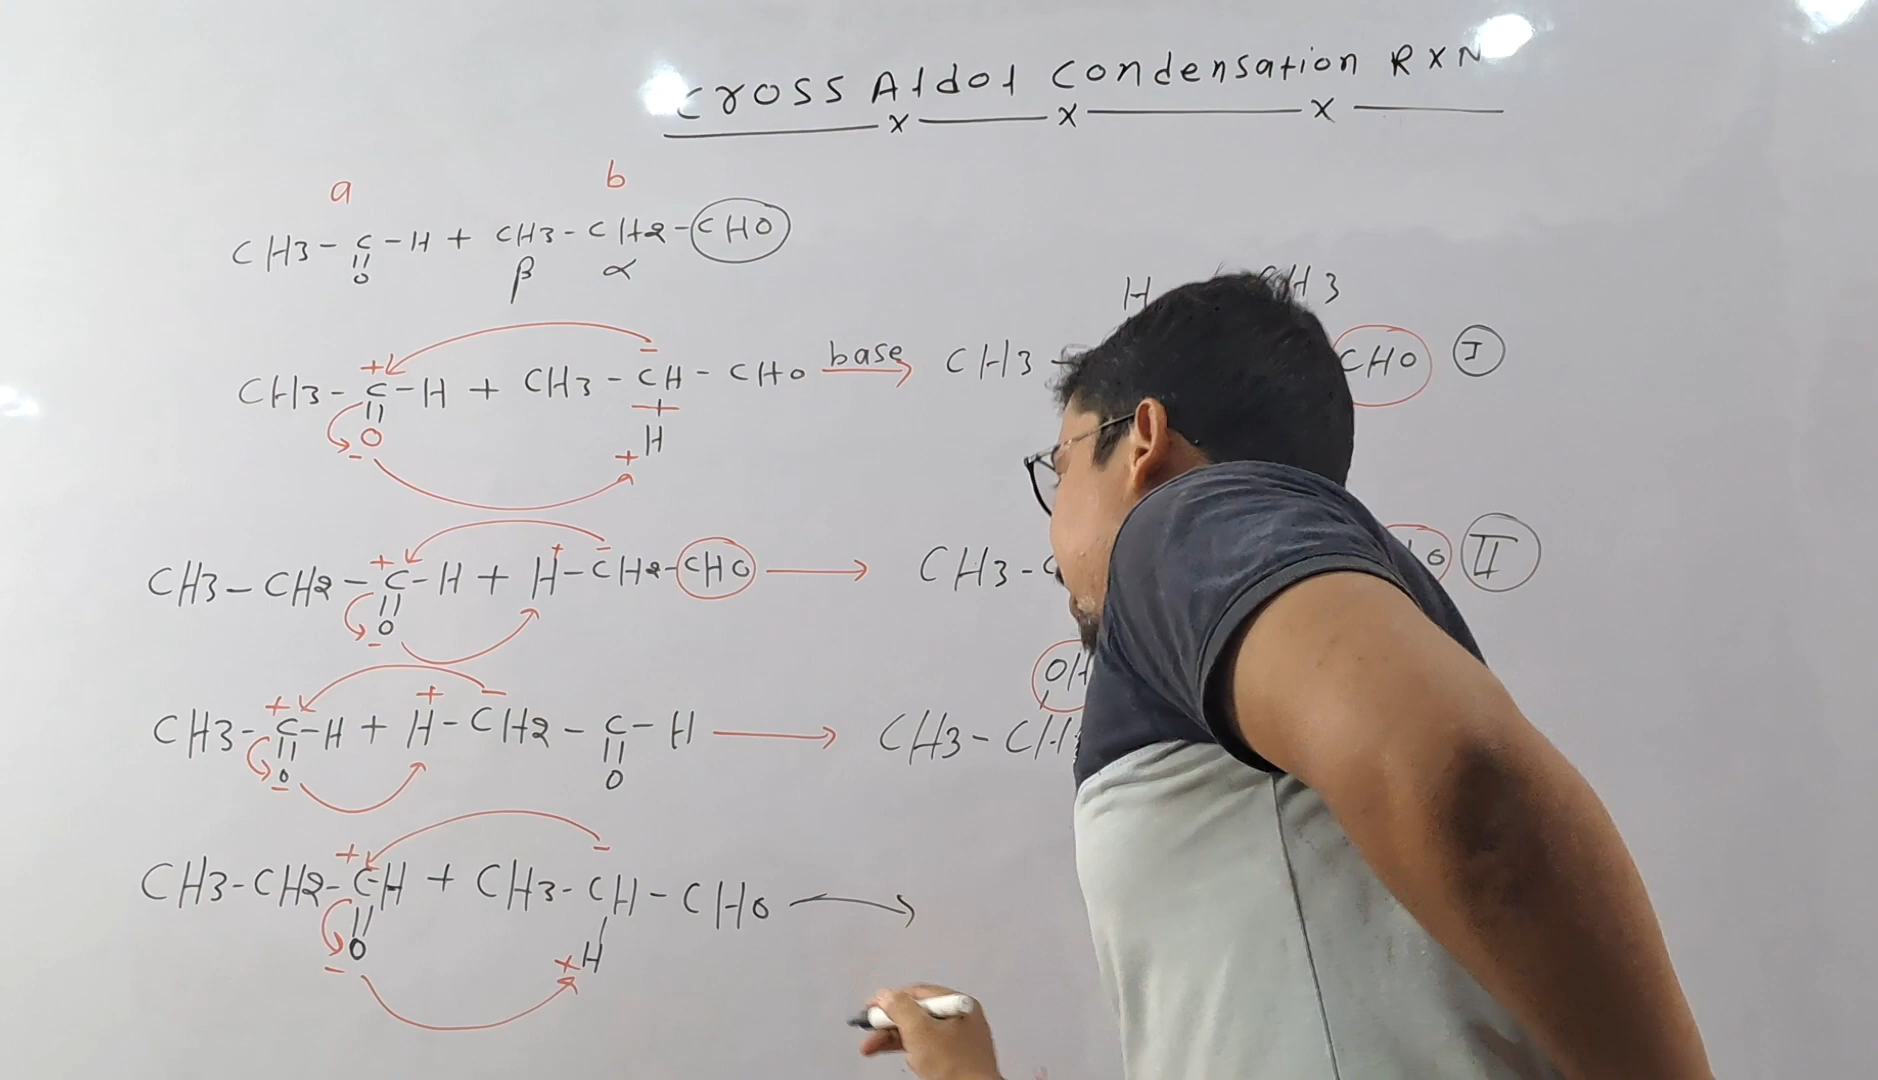 Cross Aldol Condensation RXN
a b
CH3-C-H + CH3-CH2-CHO
O β α
H CH3
CH3-C-H + CH3-CH-CHO base CH3- CHO I
O H
CH3-CH2-C-H + H-CH2-CHO → CH3-C O II
O
OH
CH3-C-H + H-CH2-C-H → CH3-CH
O O
CH3-CH2-CH + CH3-CH-CHO →
O H